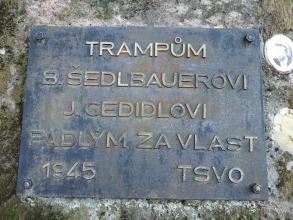 TRAMPŮM
B. ŠEDLBAUEROVI
J. CEDIDLOVI
PADLÝM ZA VLAST
1945 TSVO